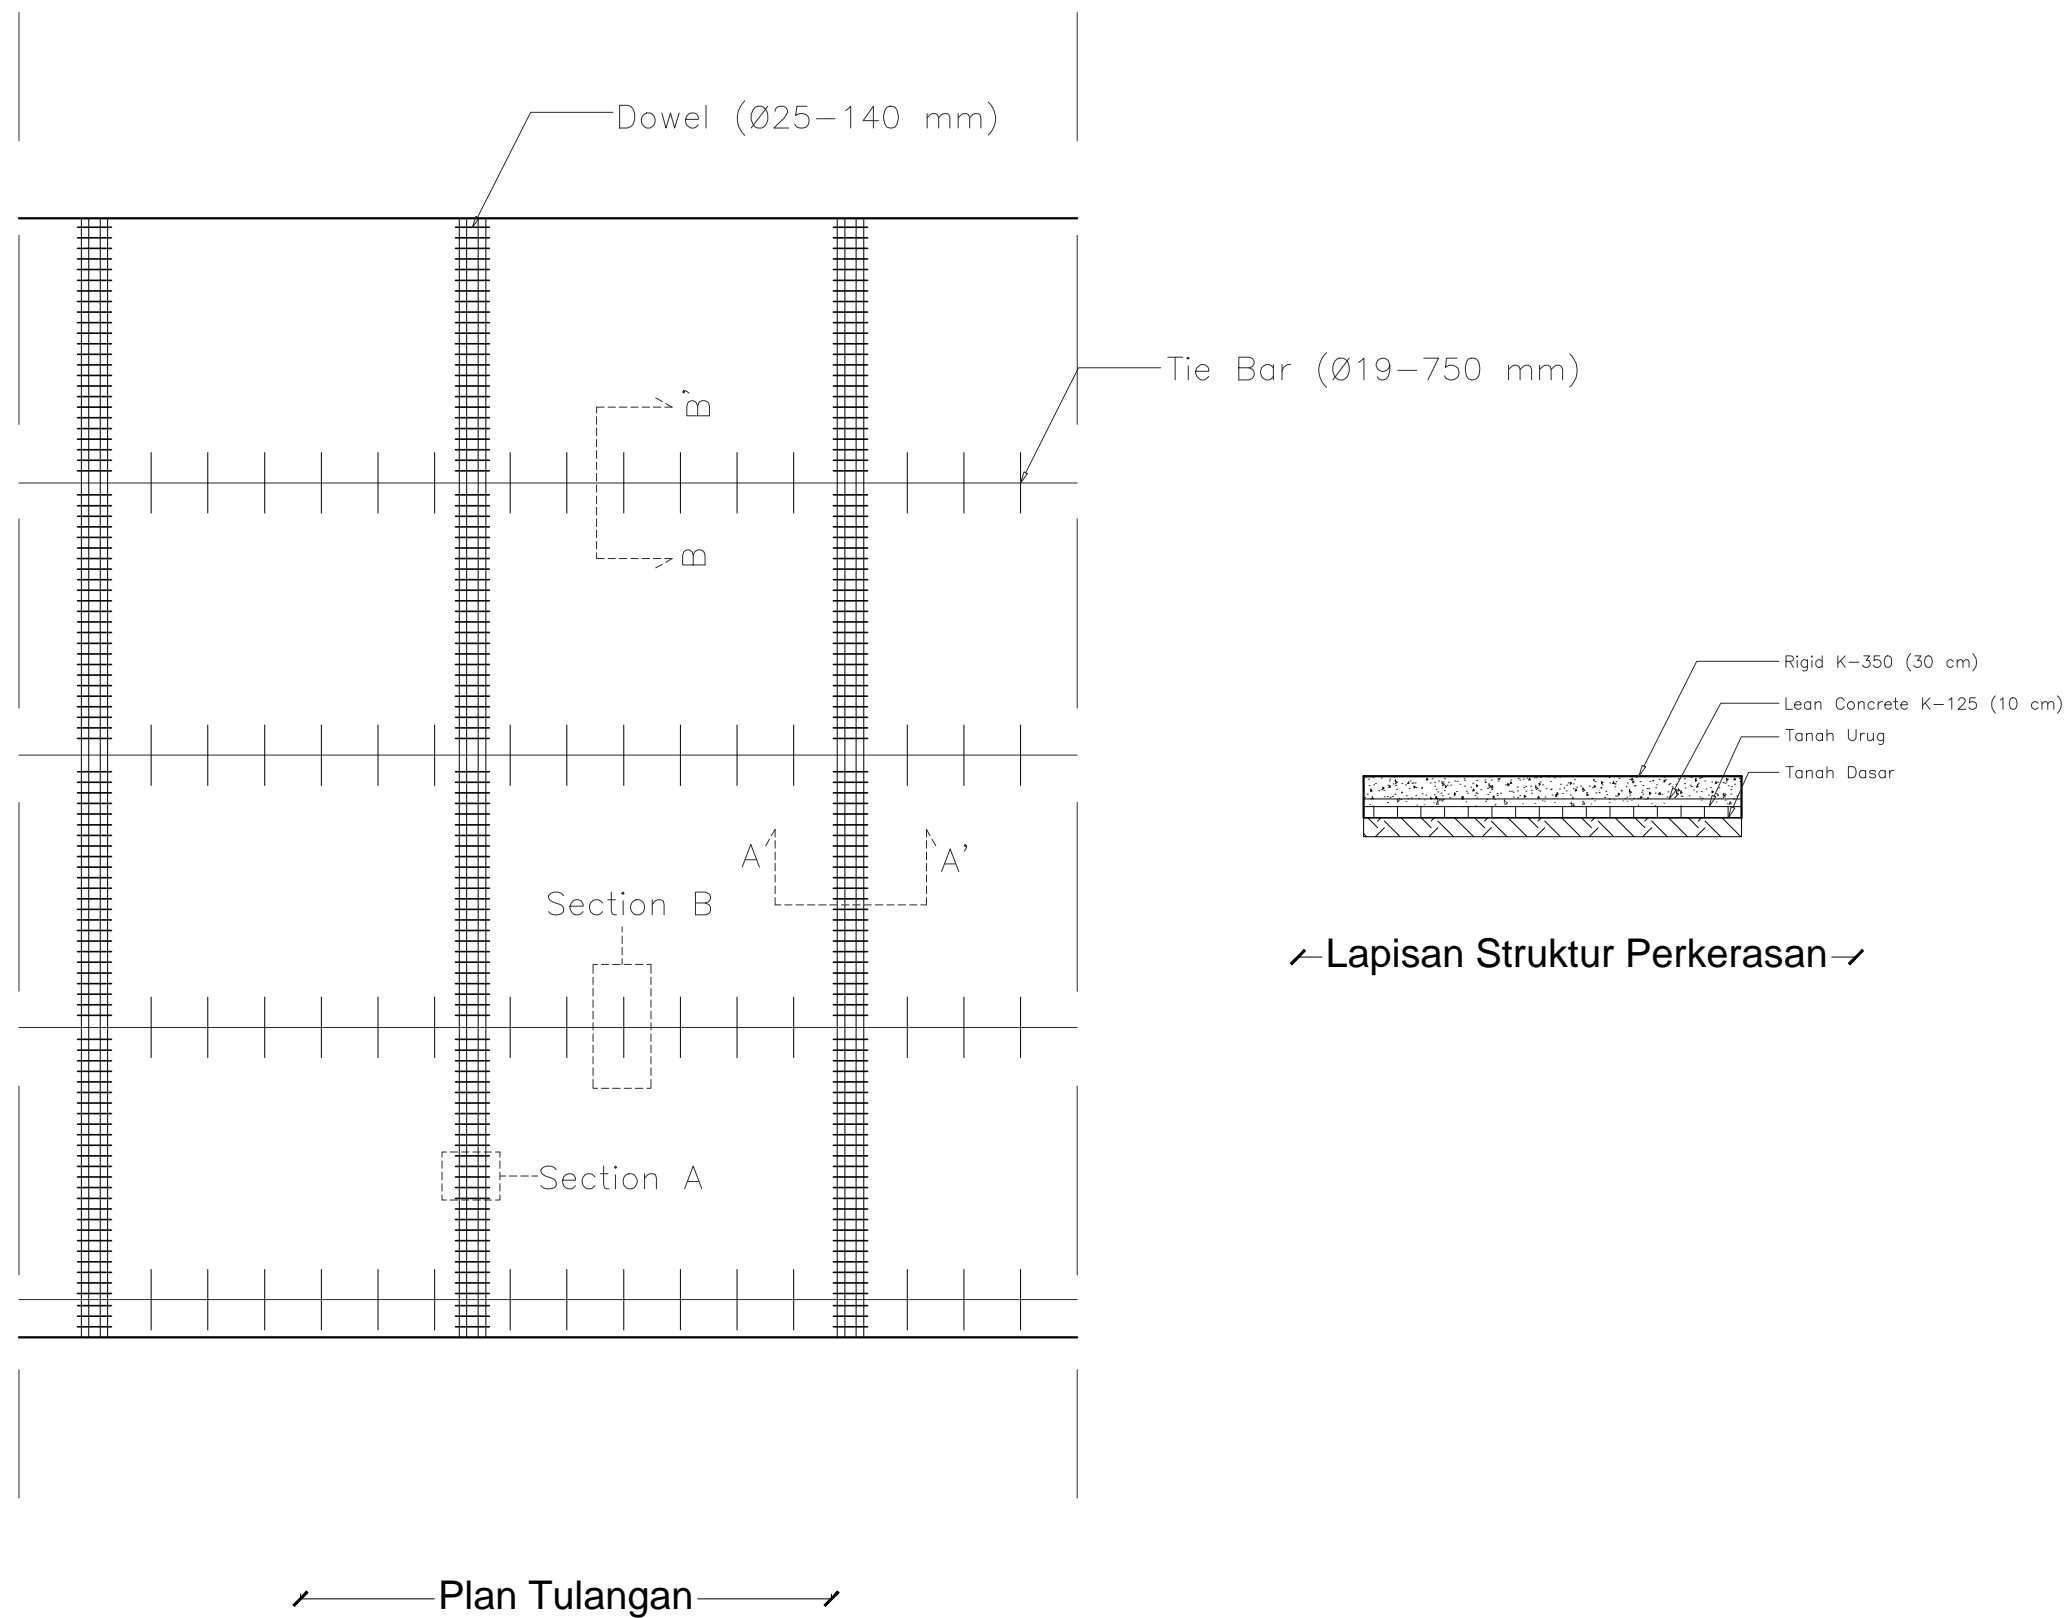 Dowel (Ø25-140 mm)
Tie Bar (Ø19-750 mm)
B'
B
Rigid K-350 (30 cm)
Lean Concrete K-125 (10 cm)
Tanah Urug
Tanah Dasar
A
A'
Section B
Lapisan Struktur Perkerasan
Section A
Plan Tulangan